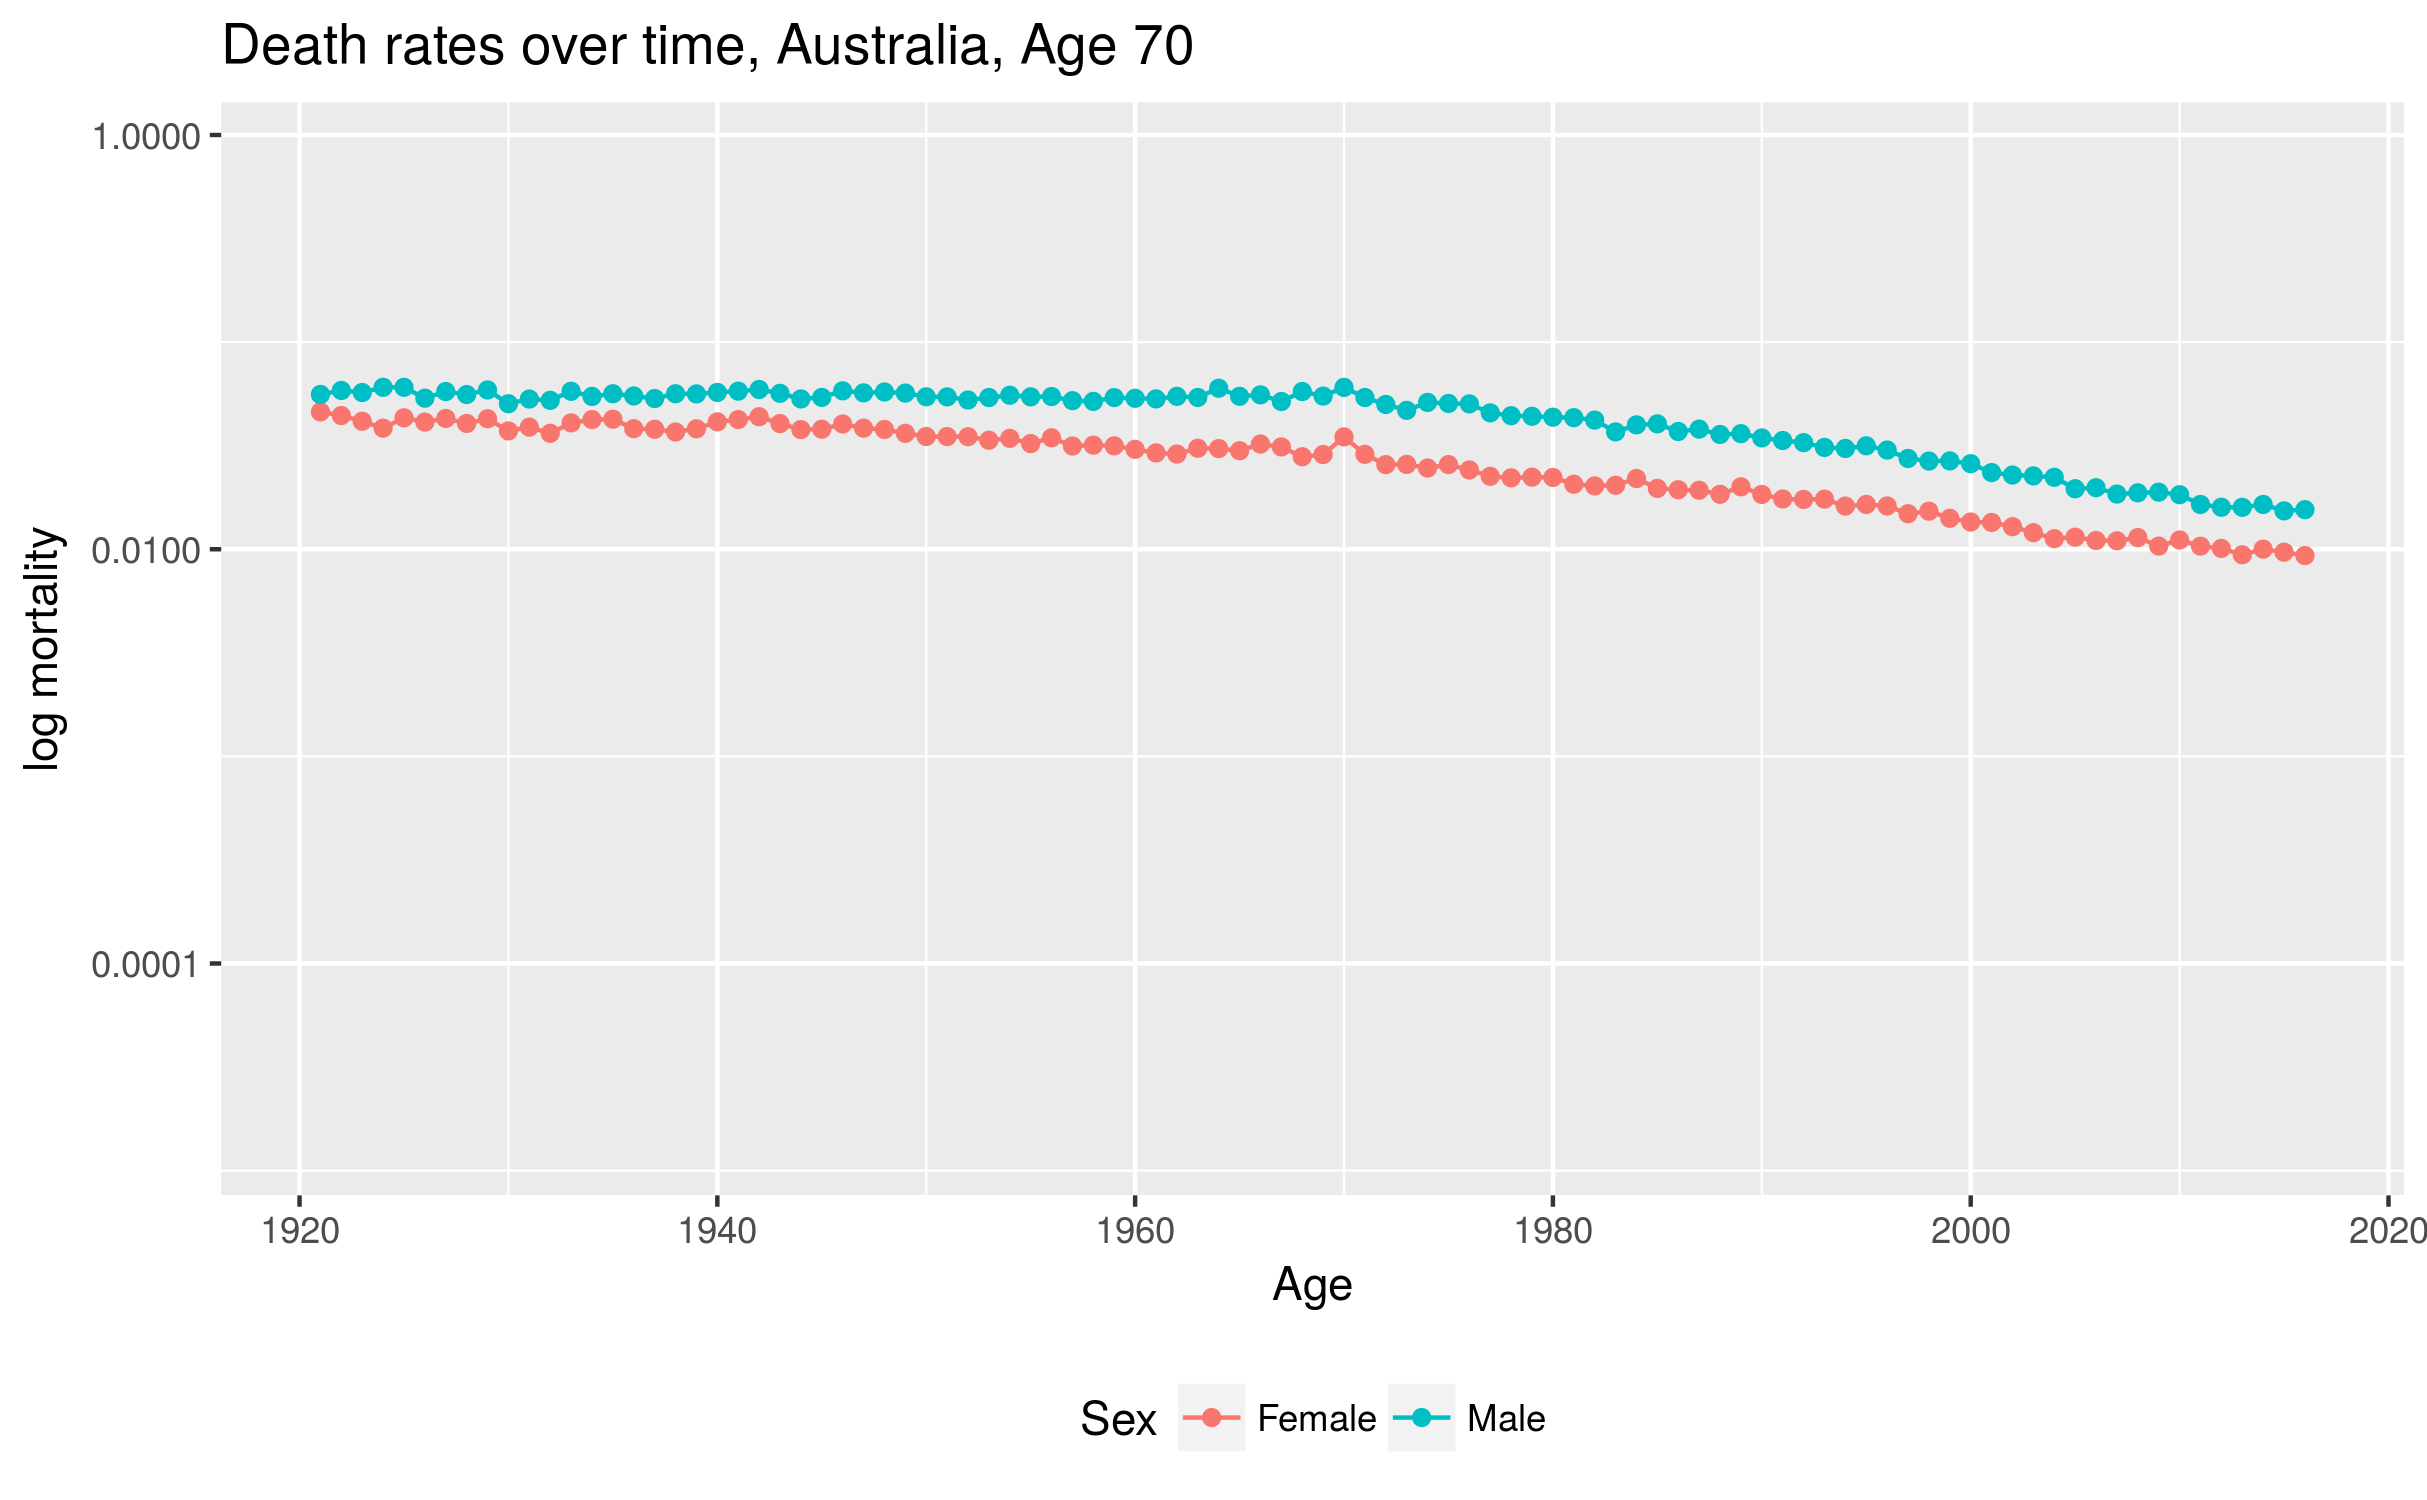 Death rates over time, Australia, Age 70
1.0000
0.0100
0.0001
log mortality
1920 1940 1960 1980 2000 2020
Age
Sex Female Male